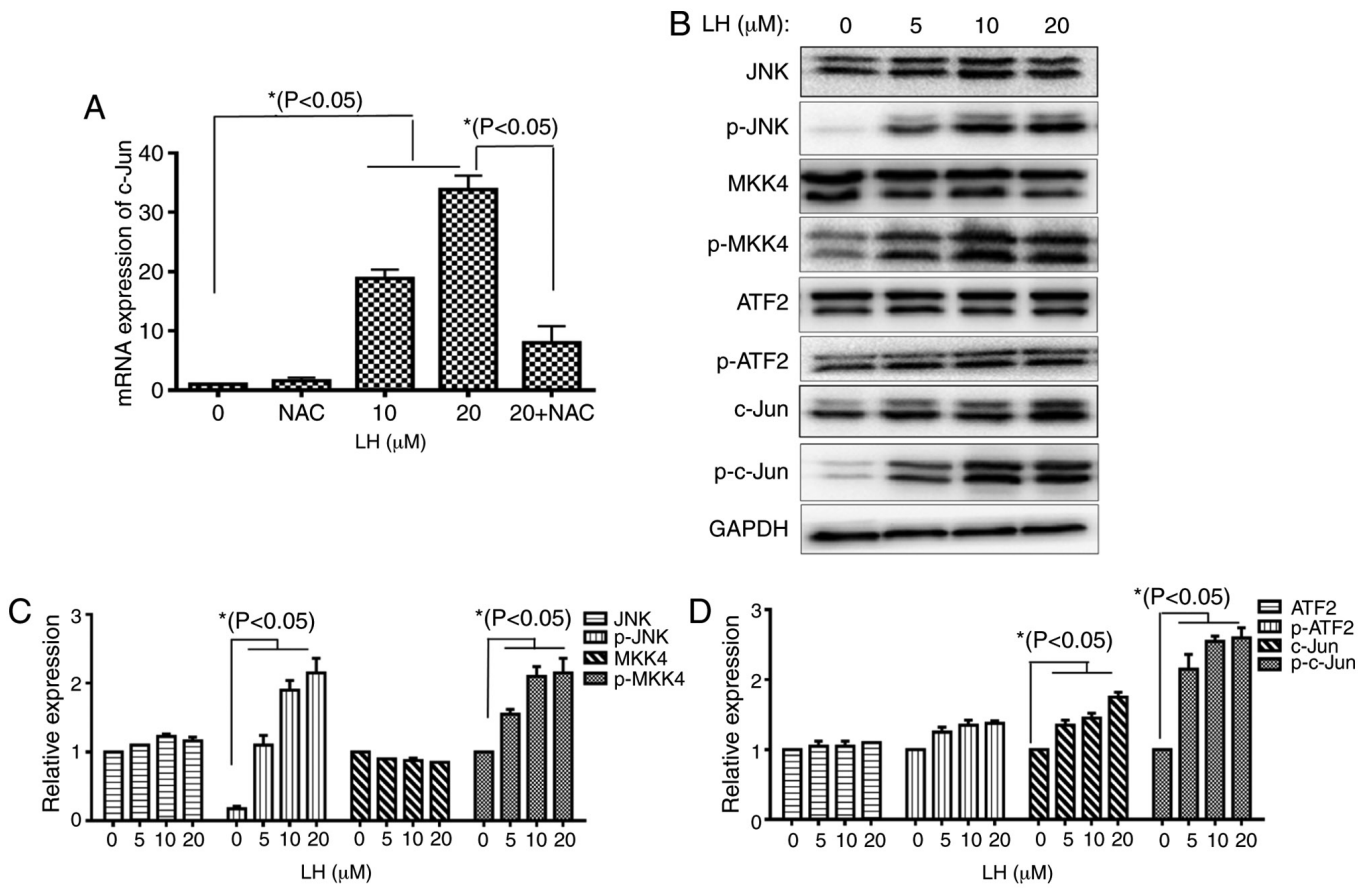 A
*(P<0.05)
*(P<0.05)
mRNA expression of c-Jun
40
30
20
10
0
0 NAC 10 20 20+NAC
LH (μM)
B LH (μM): 0 5 10 20
JNK
p-JNK
MKK4
p-MKK4
ATF2
p-ATF2
c-Jun
p-c-Jun
GAPDH
C
Relative expression
3
2
1
0
*(P<0.05)
*(P<0.05)
JNK
p-JNK
MKK4
p-MKK4
0 5 10 20 0 5 10 20 0 5 10 20 0 5 10 20
LH (μM)
D
Relative expression
3
2
1
0
*(P<0.05)
*(P<0.05)
ATF2
p-ATF2
c-Jun
p-c-Jun
0 5 10 20 0 5 10 20 0 5 10 20 0 5 10 20
LH (μM)